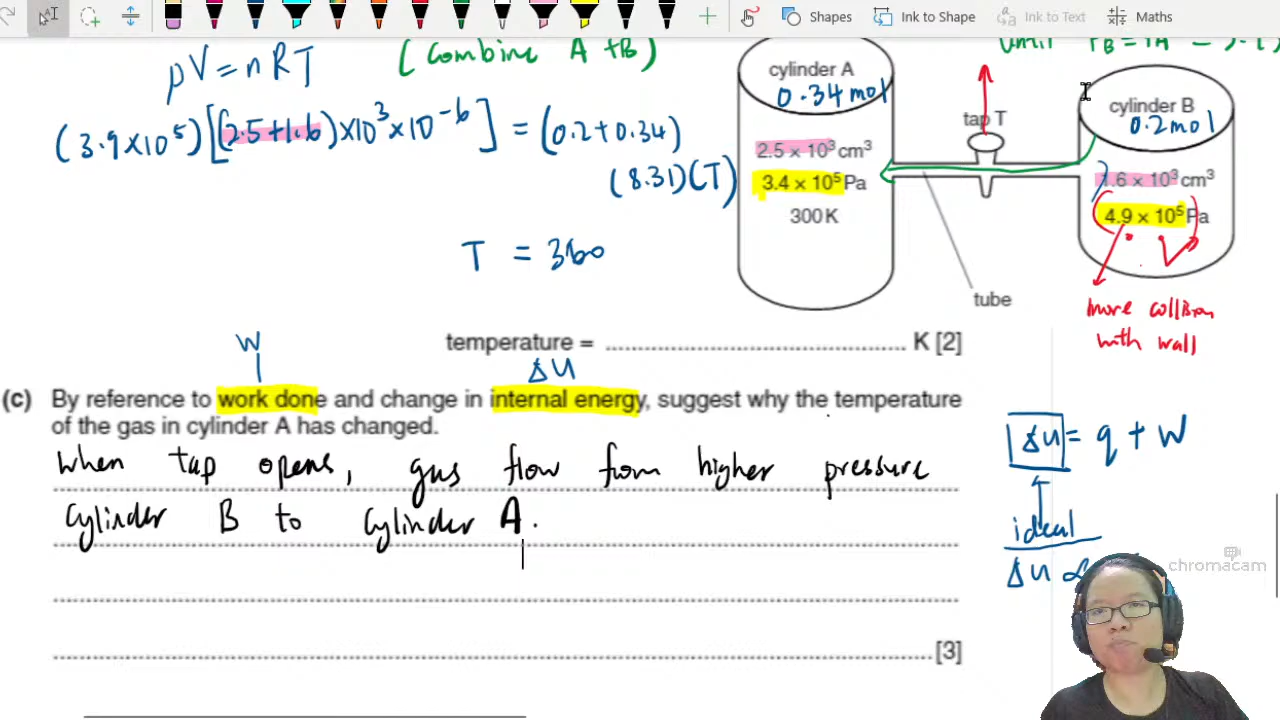 Shapes
Ink to Shape
Ink to Text
Maths
pV = nRT
(Combine A + B)
until PB = PA =
(3.9×10⁵)[(2.5+1.6)×10³×10⁻⁶] = (0.2+0.34)
(8.31)(T)
T = 360
cylinder A
0.34 mol
2.5 × 10³ cm³
3.4 × 10⁵ Pa
300 K
tap T
tube
cylinder B
0.2 mol
1.6 × 10³ cm³
4.9 × 10⁵ Pa
more collision
with wall
W
temperature = ........................................ K [2]
ΔU
(c) By reference to work done and change in internal energy, suggest why the temperature
of the gas in cylinder A has changed.
When tap opens, gas flow from higher pressure
cylinder B to cylinder A.
[3]
ΔU = q + W
ideal
ΔU ∝
chromacam